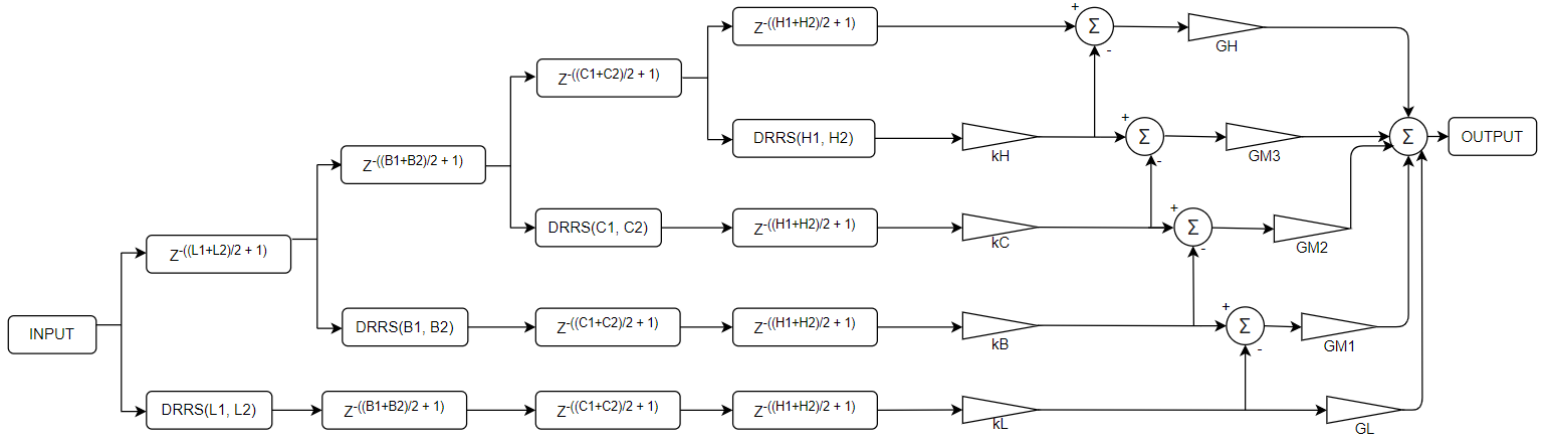 +
Z-((H1+H2)/2 + 1)
Σ
GH
-
Z-((C1+C2)/2 + 1)
+
DRRS(H1, H2)
kH
Σ
GM3
Σ
OUTPUT
-
Z-((B1+B2)/2 + 1)
+
DRRS(C1, C2)
Z-((H1+H2)/2 + 1)
kC
Σ
GM2
-
Z-((L1+L2)/2 + 1)
+
INPUT
DRRS(B1, B2)
Z-((C1+C2)/2 + 1)
Z-((H1+H2)/2 + 1)
kB
Σ
GM1
-
DRRS(L1, L2)
Z-((B1+B2)/2 + 1)
Z-((C1+C2)/2 + 1)
Z-((H1+H2)/2 + 1)
kL
GL